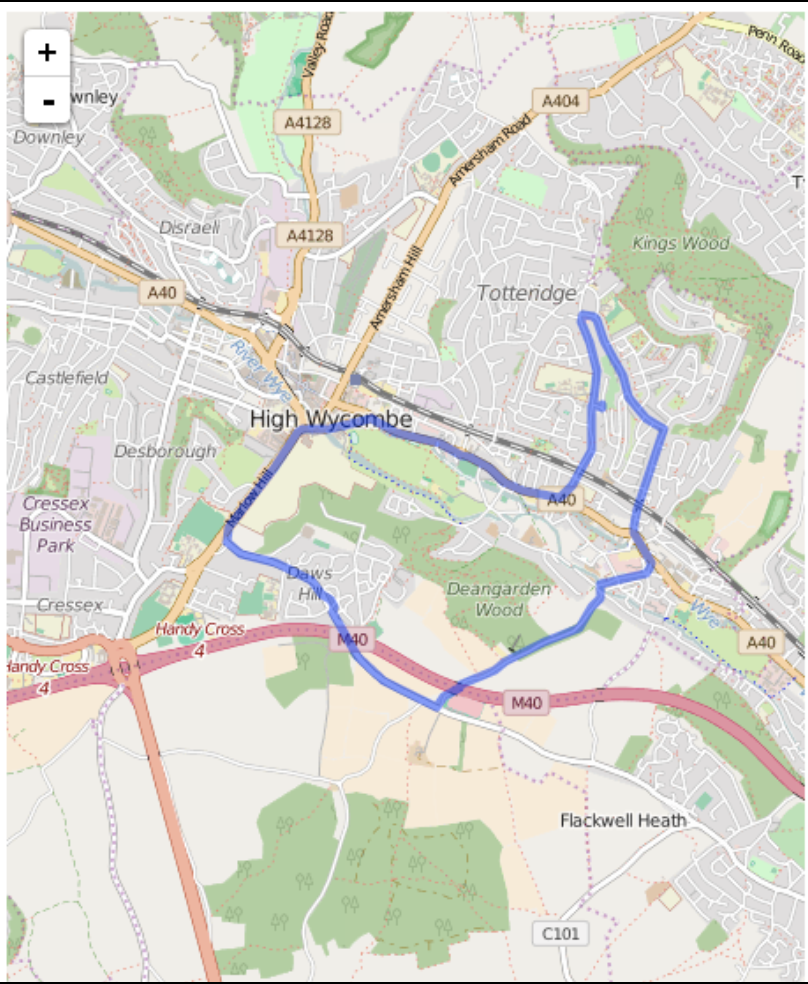 +
-
wnley
Downley
Valley Road
Penn Road
A404
A4128
Amersham Road
T
Disraeli
A4128
Kings Wood
A40
Amersham Hill
Totteridge
River Wye
Castlefield
High Wycombe
Desborough
Marlow Hill
A40
Cressex
Business
Park
Daws
Hill
Deangarden
Wood
Cressex
Wye
Handy Cross
4
M40
A40
Handy Cross
4
M40
Flackwell Heath
C101